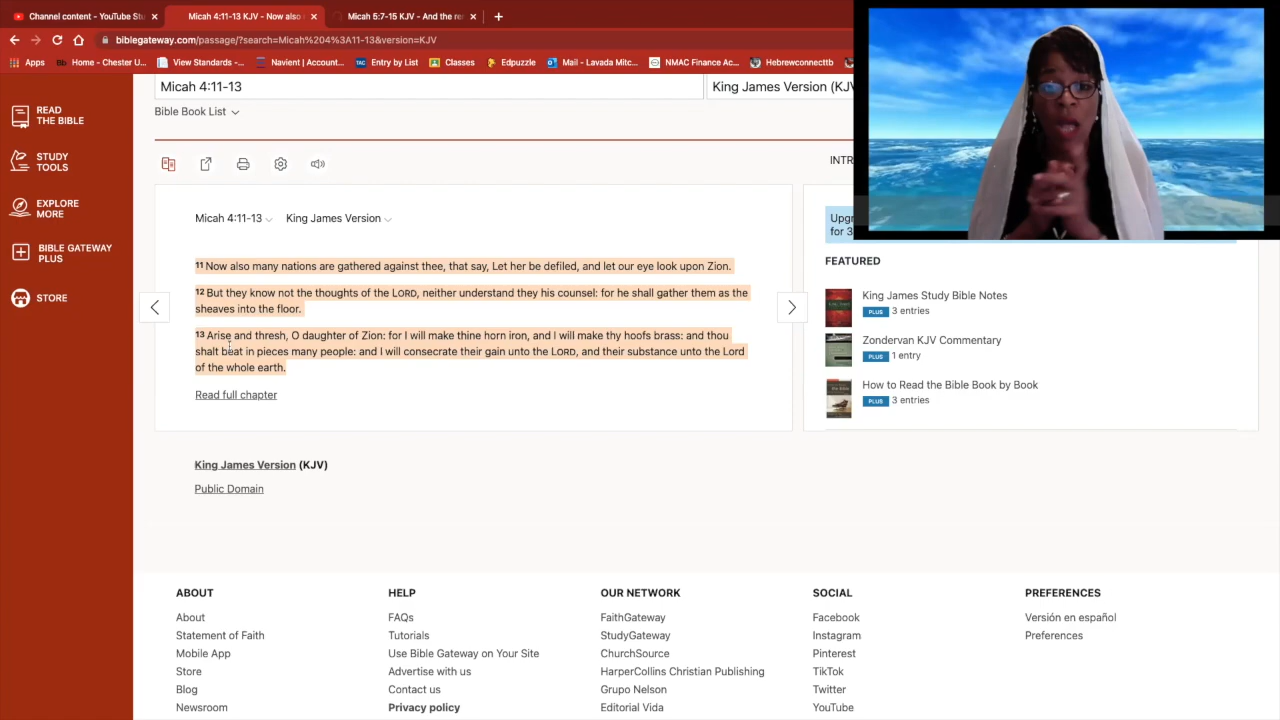 Channel content - YouTube Stu
Micah 4:11-13 KJV - Now also
Micah 5:7-15 KJV - And the re
biblegateway.com/passage/?search=Micah%204%3A11-13&version=KJV
Apps
Home - Chester U...
View Standards -...
Navient | Account...
Entry by List
Classes
Edpuzzle
Mail - Lavada Mitc...
NMAC Finance Ac...
Hebrewconnecttb
Micah 4:11-13
King James Version (KJV
Bible Book List
READ
THE BIBLE
STUDY
TOOLS
EXPLORE
MORE
BIBLE GATEWAY
PLUS
STORE
INTR
Micah 4:11-13
King James Version
11 Now also many nations are gathered against thee, that say, Let her be defiled, and let our eye look upon Zion.
12 But they know not the thoughts of the LORD, neither understand they his counsel: for he shall gather them as the
sheaves into the floor.
13 Arise and thresh, O daughter of Zion: for I will make thine horn iron, and I will make thy hoofs brass: and thou
shalt beat in pieces many people: and I will consecrate their gain unto the LORD, and their substance unto the Lord
of the whole earth.
Read full chapter
King James Version (KJV)
Public Domain
Upg
for 3
FEATURED
King James Study Bible Notes
PLUS 3 entries
Zondervan KJV Commentary
PLUS 1 entry
How to Read the Bible Book by Book
PLUS 3 entries
ABOUT
About
Statement of Faith
Mobile App
Store
Blog
Newsroom
HELP
FAQs
Tutorials
Use Bible Gateway on Your Site
Advertise with us
Contact us
Privacy policy
OUR NETWORK
FaithGateway
StudyGateway
ChurchSource
HarperCollins Christian Publishing
Grupo Nelson
Editorial Vida
SOCIAL
Facebook
Instagram
Pinterest
TikTok
Twitter
YouTube
PREFERENCES
Versión en español
Preferences